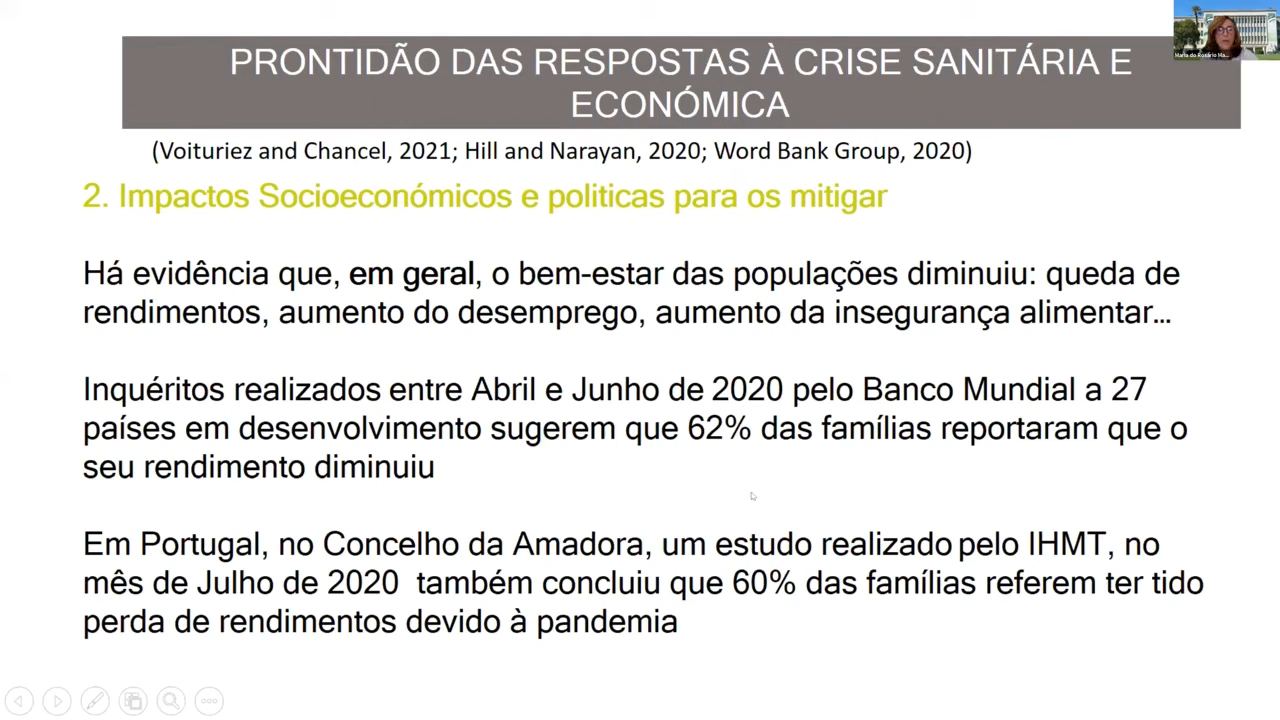 PRONTIDÃO DAS RESPOSTAS À CRISE SANITÁRIA E
ECONÓMICA
Maria do Rosário Ma...
(Voituriez and Chancel, 2021; Hill and Narayan, 2020; Word Bank Group, 2020)
2. Impactos Socioeconómicos e politicas para os mitigar
Há evidência que, em geral, o bem-estar das populações diminuiu: queda de
rendimentos, aumento do desemprego, aumento da insegurança alimentar...
Inquéritos realizados entre Abril e Junho de 2020 pelo Banco Mundial a 27
países em desenvolvimento sugerem que 62% das famílias reportaram que o
seu rendimento diminuiu
Em Portugal, no Concelho da Amadora, um estudo realizado pelo IHMT, no
mês de Julho de 2020 também concluiu que 60% das famílias referem ter tido
perda de rendimentos devido à pandemia